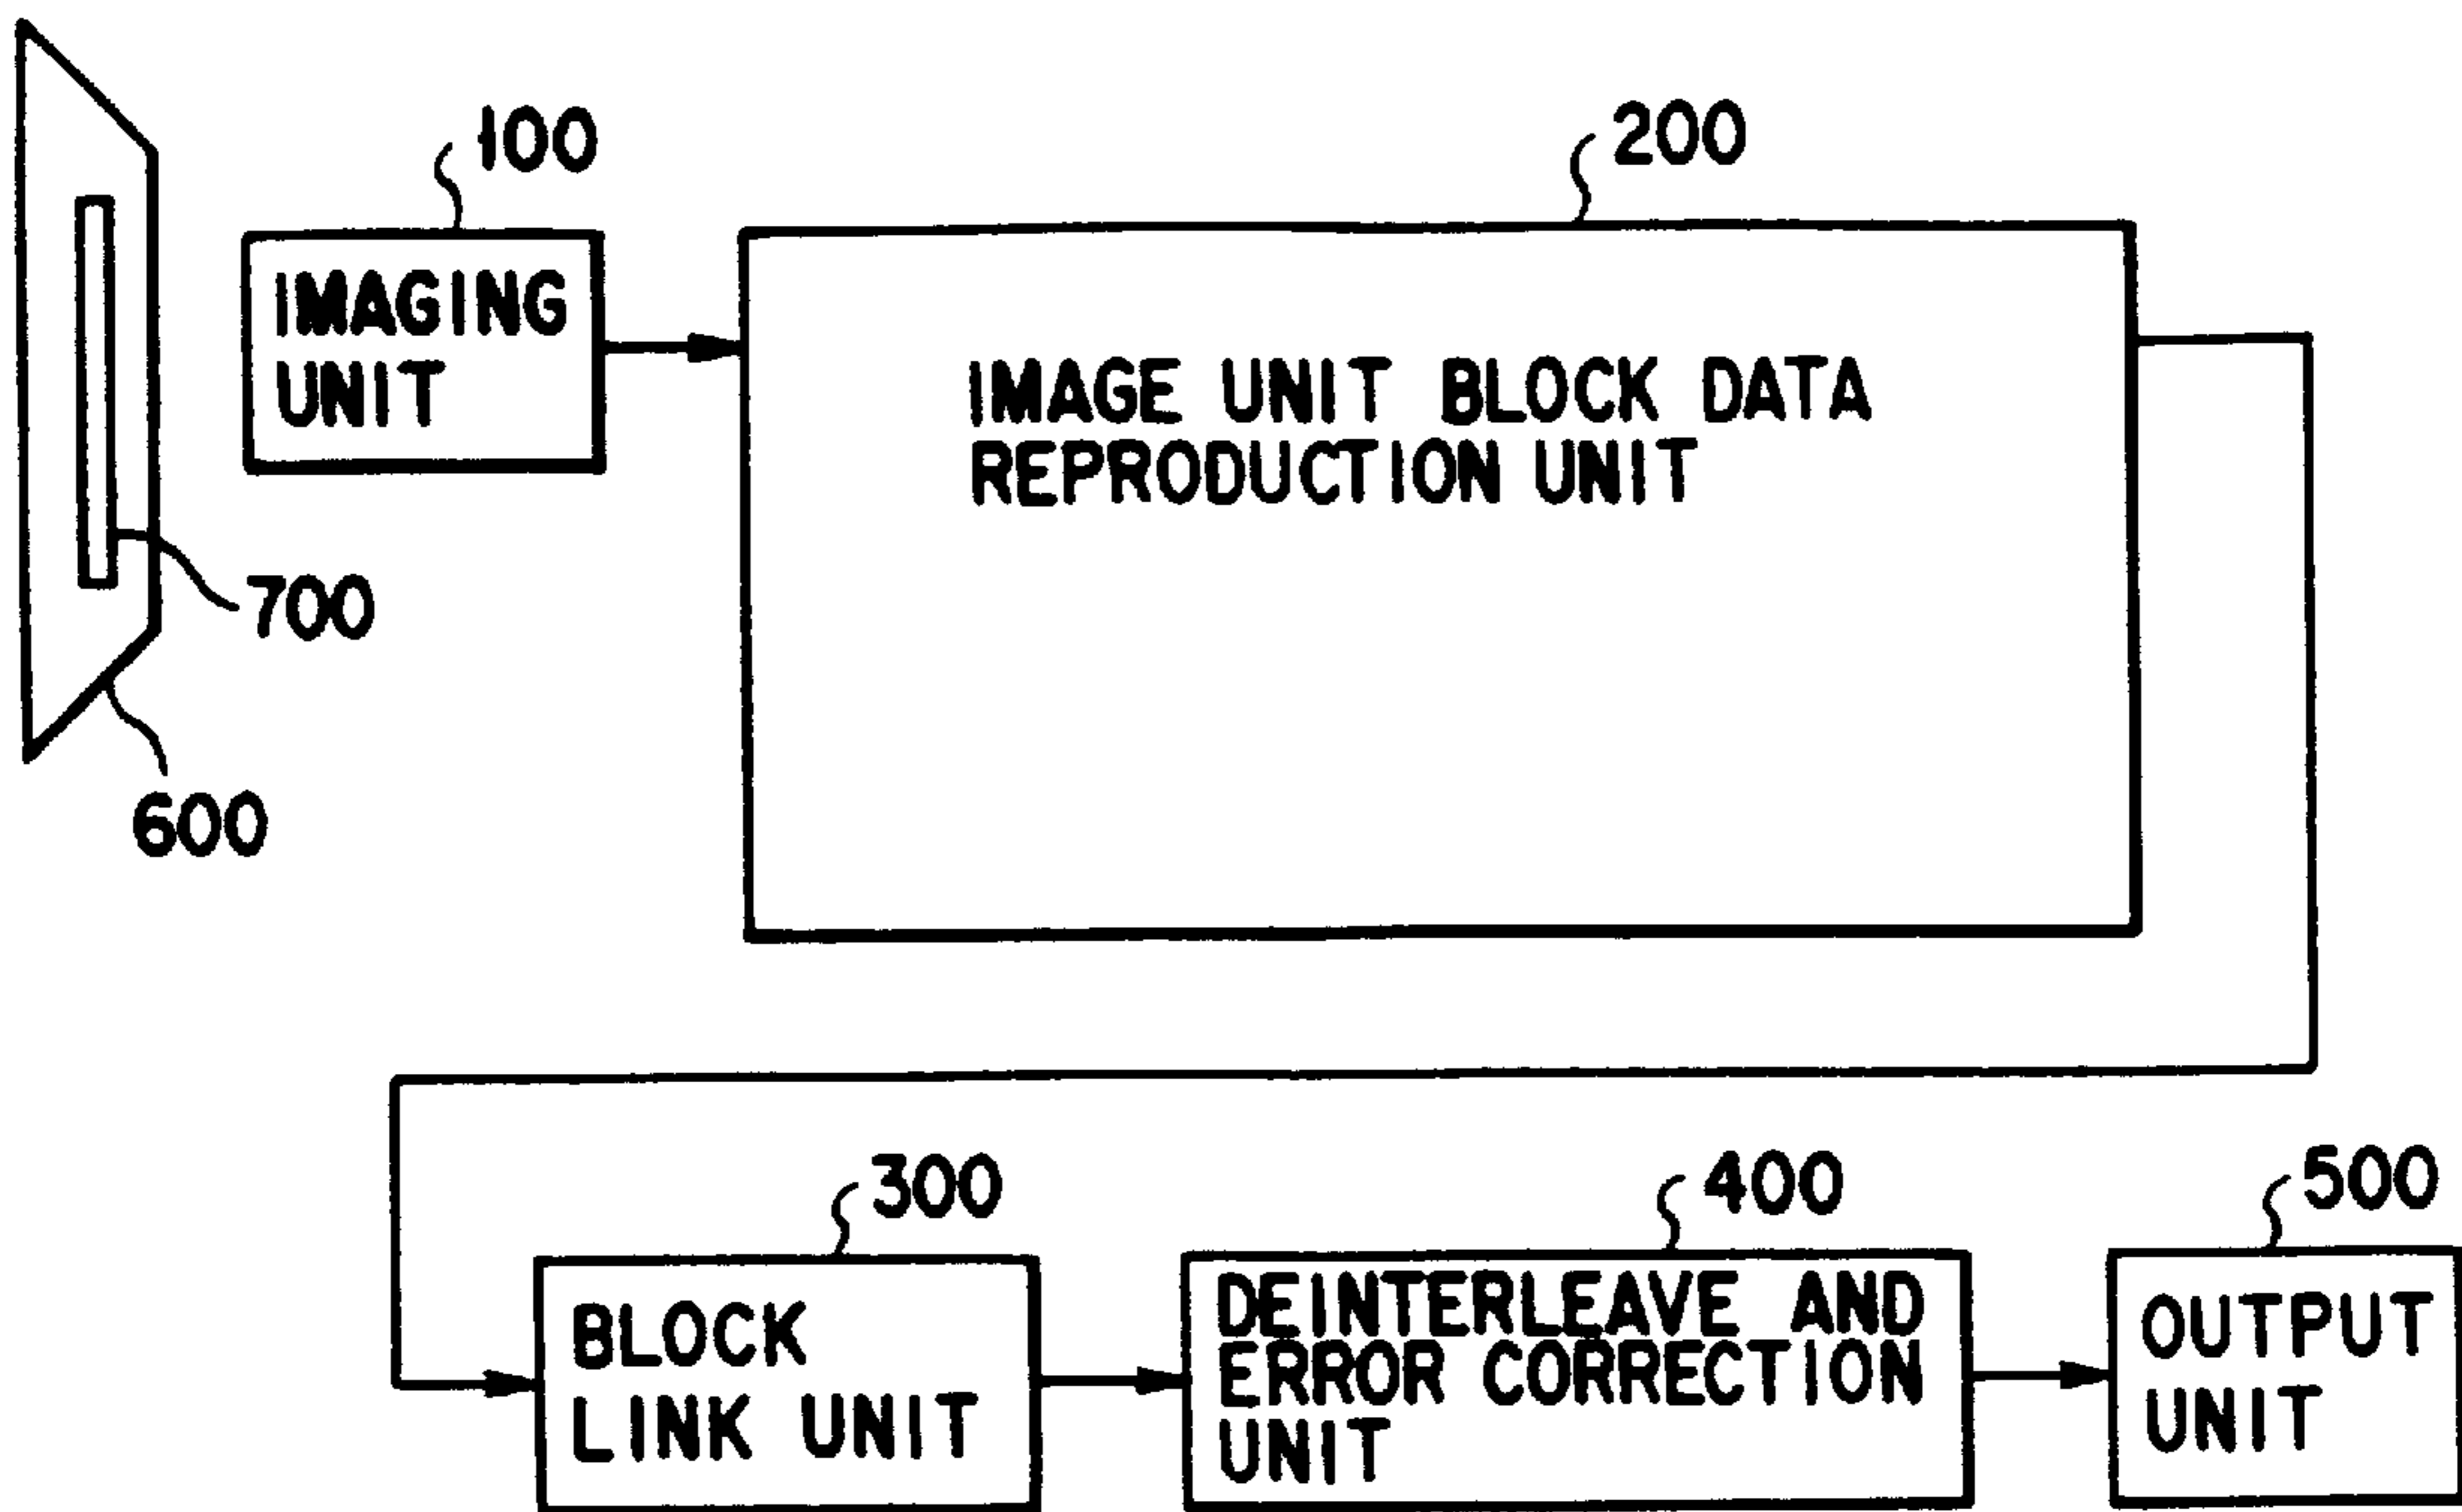 100
200
IMAGING
UNIT
IMAGE UNIT BLOCK DATA
REPRODUCTION UNIT
700
600
300
400
500
BLOCK
LINK UNIT
DEINTERLEAVE AND
ERROR CORRECTION
UNIT
OUTPUT
UNIT